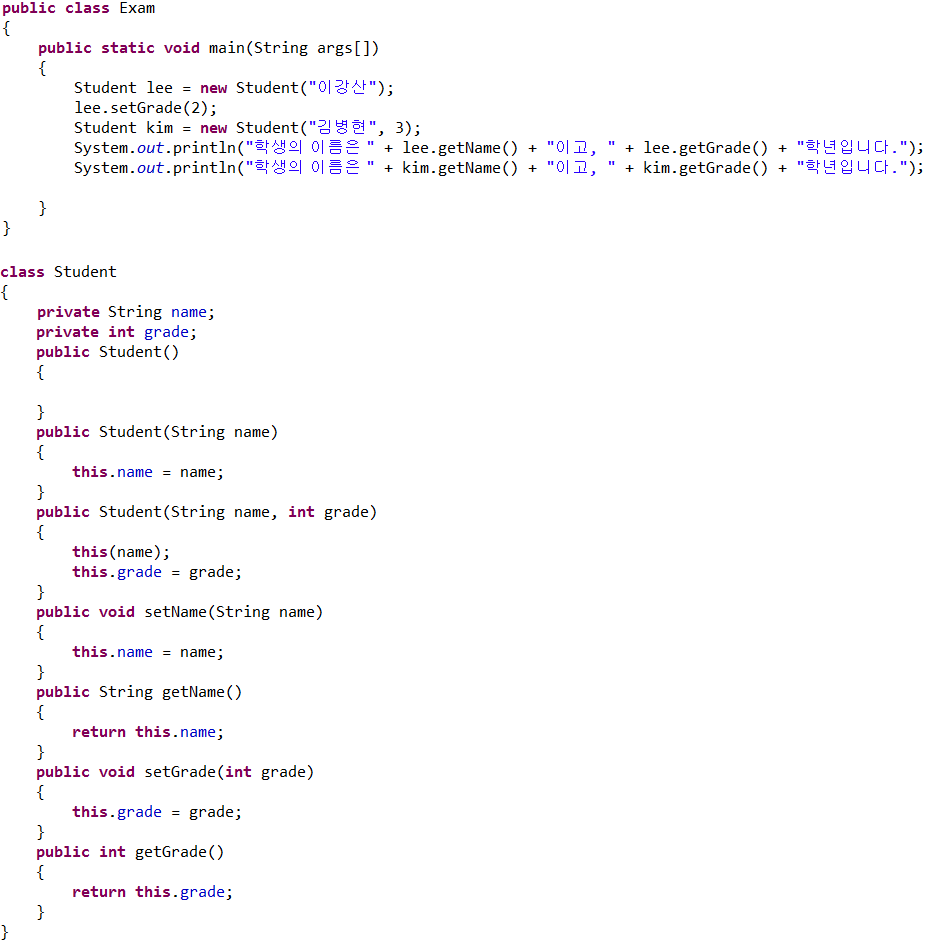 public class Exam
{
    public static void main(String args[])
    {
        Student lee = new Student("이강산");
        lee.setGrade(2);
        Student kim = new Student("김병현", 3);
        System.out.println("학생의 이름은 " + lee.getName() + "이고, " + lee.getGrade() + "학년입니다.");
        System.out.println("학생의 이름은 " + kim.getName() + "이고, " + kim.getGrade() + "학년입니다.");

    }
}

class Student
{
    private String name;
    private int grade;
    public Student()
    {

    }
    public Student(String name)
    {
        this.name = name;
    }
    public Student(String name, int grade)
    {
        this(name);
        this.grade = grade;
    }
    public void setName(String name)
    {
        this.name = name;
    }
    public String getName()
    {
        return this.name;
    }
    public void setGrade(int grade)
    {
        this.grade = grade;
    }
    public int getGrade()
    {
        return this.grade;
    }
}